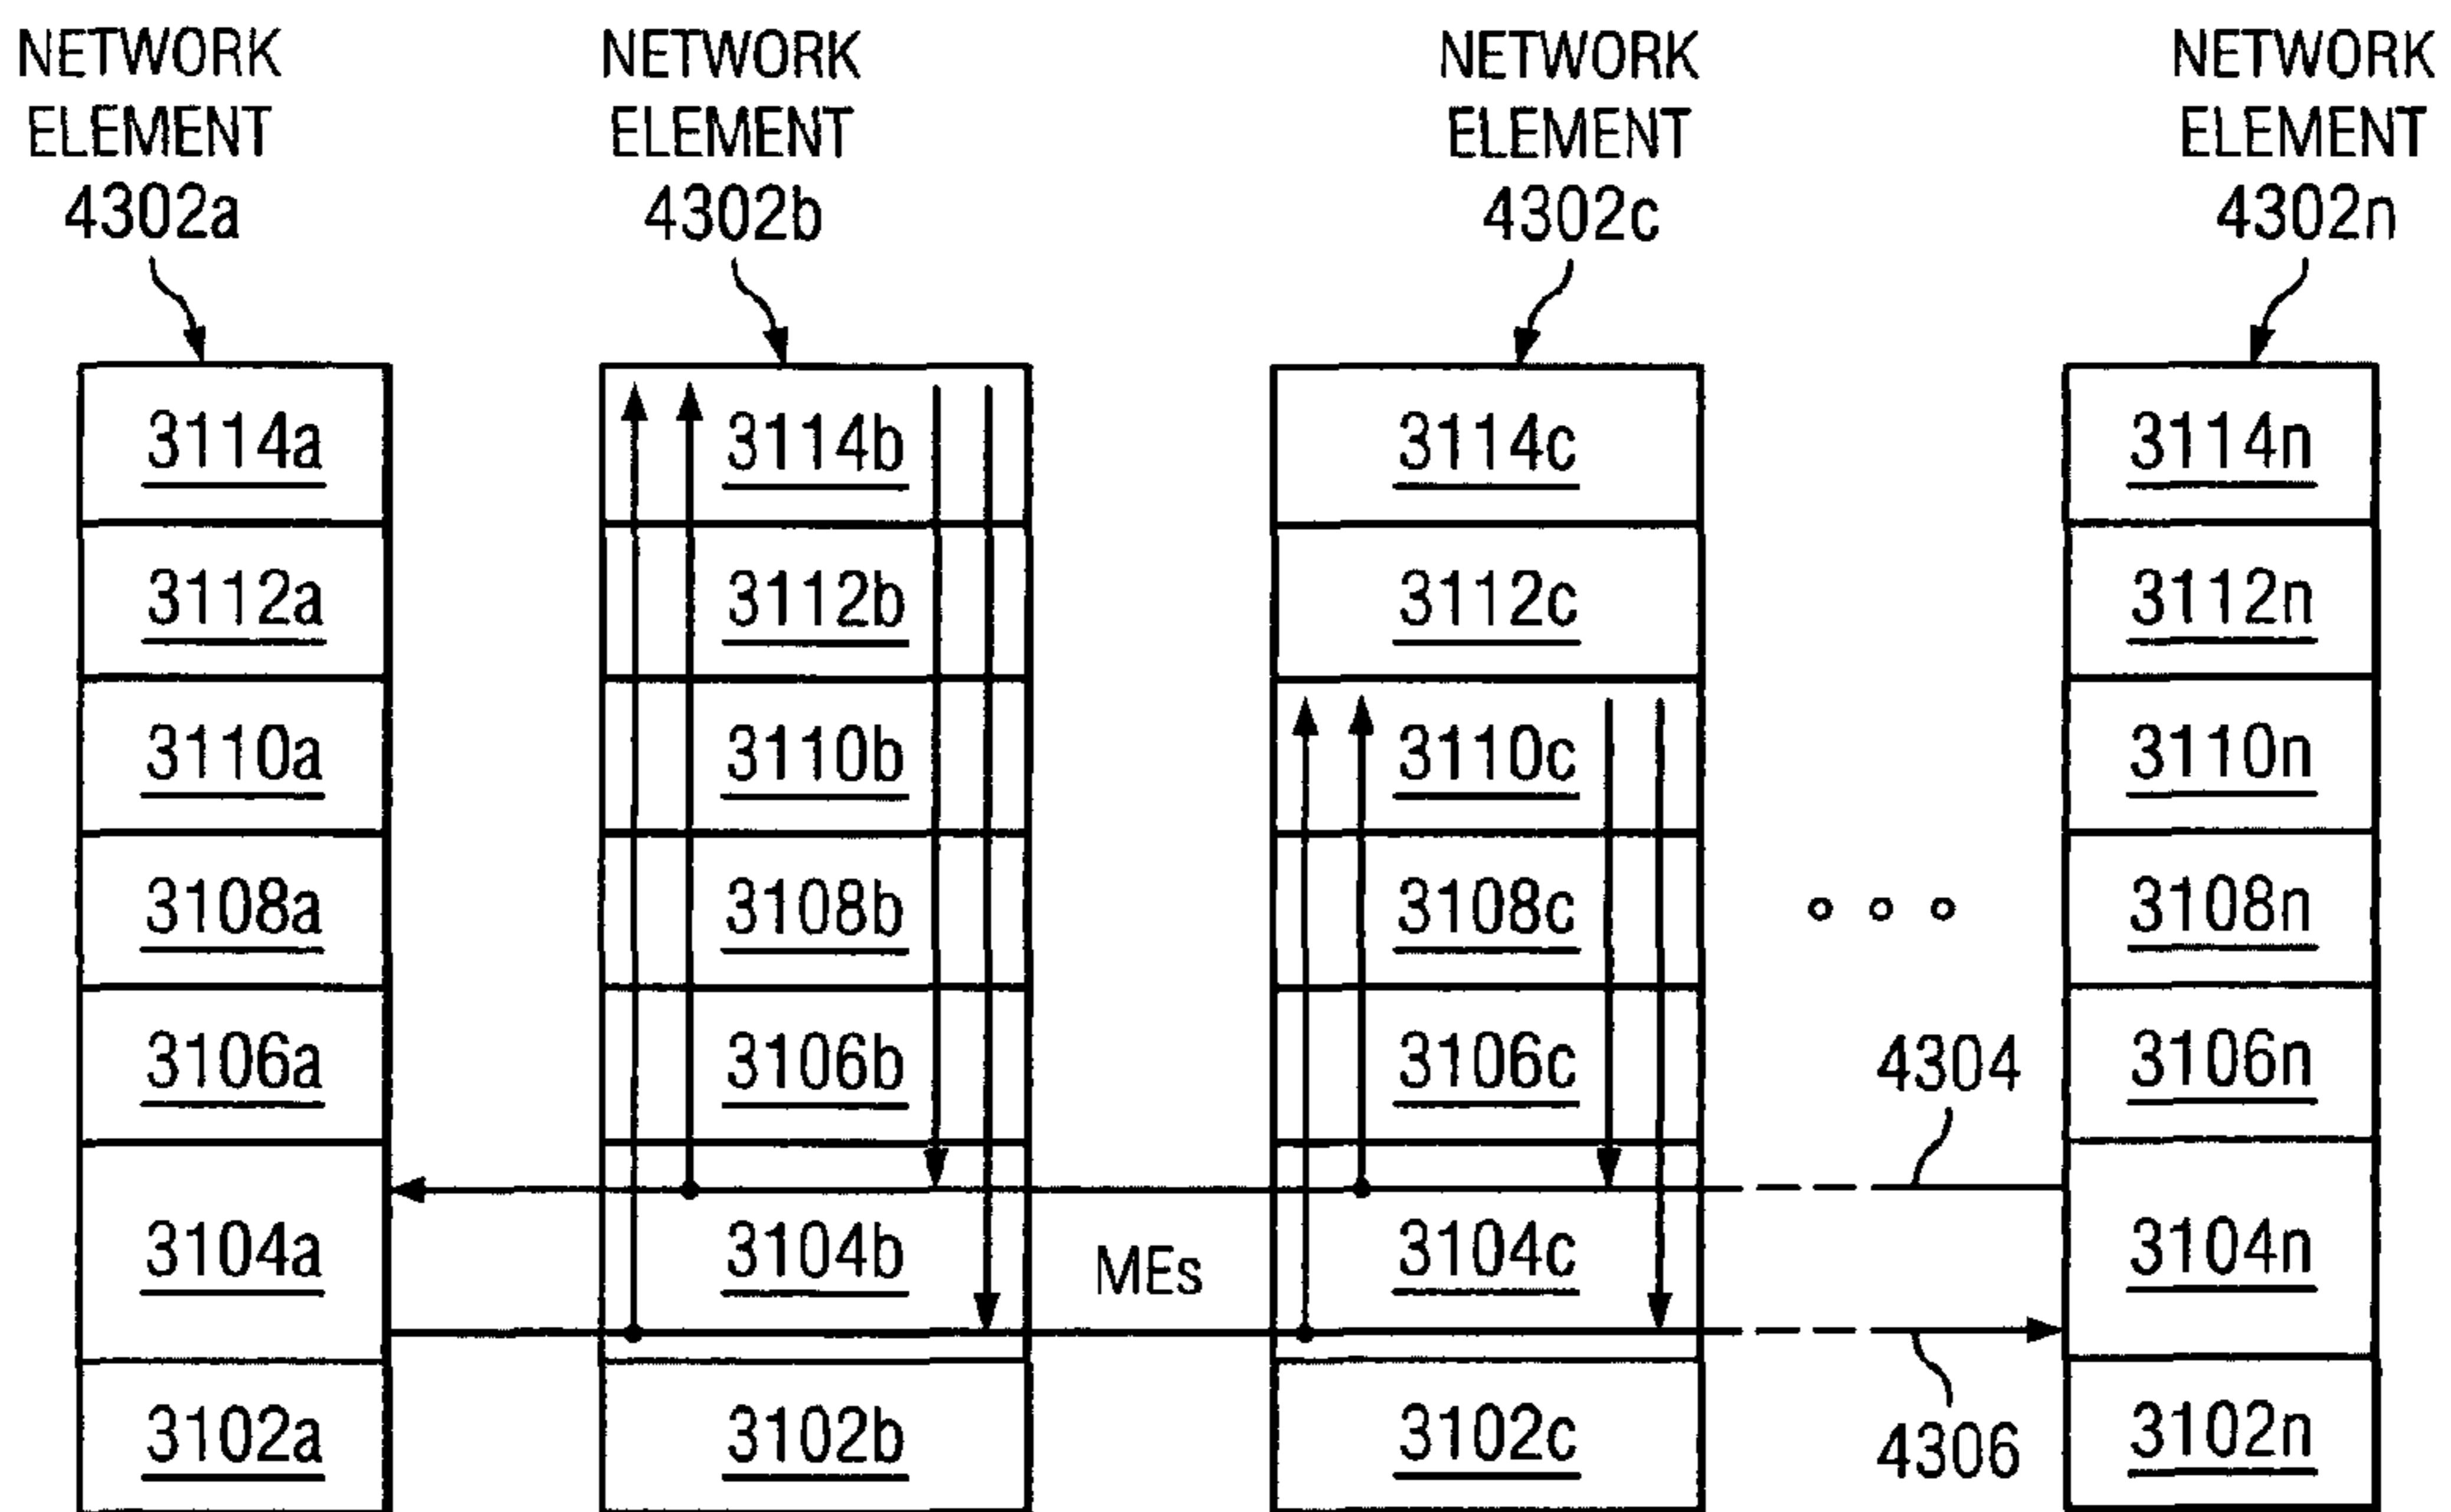 NETWORK
ELEMENT
4302a
NETWORK
ELEMENT
4302b
NETWORK
ELEMENT
4302c
NETWORK
ELEMENT
4302n
3114a
3114b
3114c
3114n
3112a
3112b
3112c
3112n
3110a
3110b
3110c
3110n
3108a
3108b
3108c
3108n
3106a
3106b
3106c
4304
3106n
3104a
3104b
MEs
3104c
3104n
3102a
3102b
3102c
4306
3102n